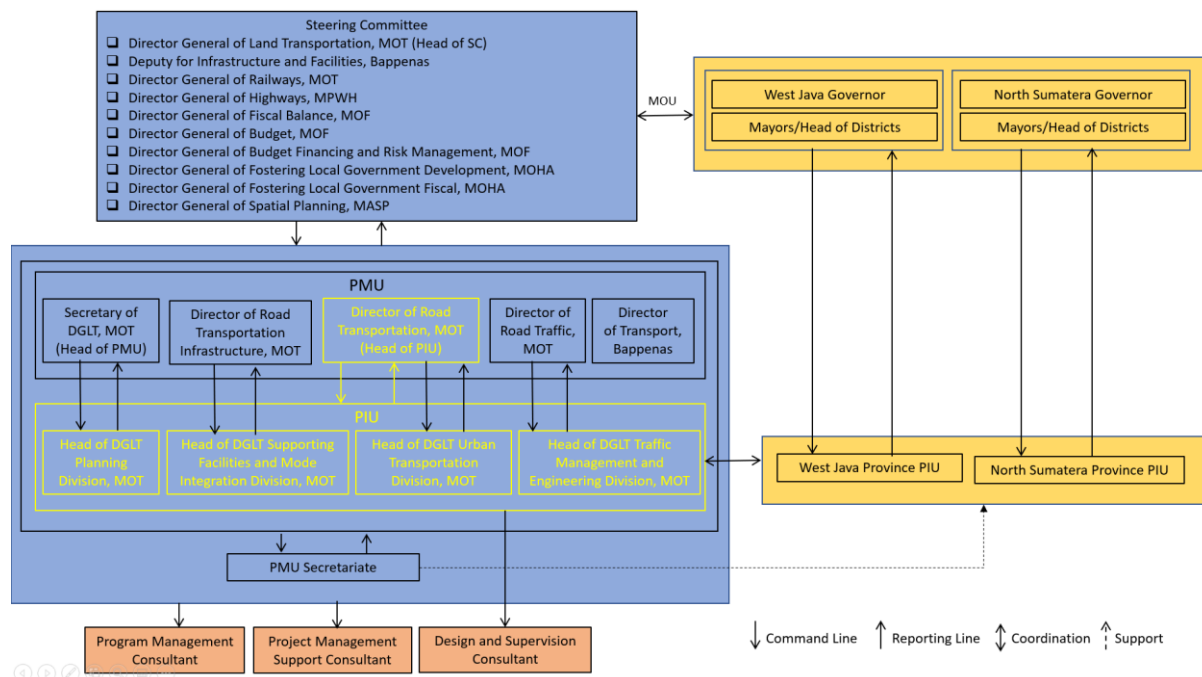 Steering Committee
❑ Director General of Land Transportation, MOT (Head of SC)
❑ Deputy for Infrastructure and Facilities, Bappenas
❑ Director General of Railways, MOT
❑ Director General of Highways, MPWH
❑ Director General of Fiscal Balance, MOF
❑ Director General of Budget, MOF
❑ Director General of Budget Financing and Risk Management, MOF
❑ Director General of Fostering Local Government Development, MOHA
❑ Director General of Fostering Local Government Fiscal, MOHA
❑ Director General of Spatial Planning, MASP
MOU
West Java Governor
Mayors/Head of Districts
North Sumatera Governor
Mayors/Head of Districts
PMU
Secretary of
DGLT, MOT
(Head of PMU)
Director of Road
Transportation
Infrastructure, MOT
Director of Road
Transportation, MOT
(Head of PIU)
Director of
Road Traffic,
MOT
Director
of Transport,
Bappenas
PIU
Head of DGLT
Planning
Division, MOT
Head of DGLT Supporting
Facilities and Mode
Integration Division, MOT
Head of DGLT Urban
Transportation
Division, MOT
Head of DGLT Traffic
Management and
Engineering Division, MOT
West Java Province PIU
North Sumatera Province PIU
PMU Secretariate
Program Management
Consultant
Project Management
Support Consultant
Design and Supervision
Consultant
Command Line
Reporting Line
Coordination
Support